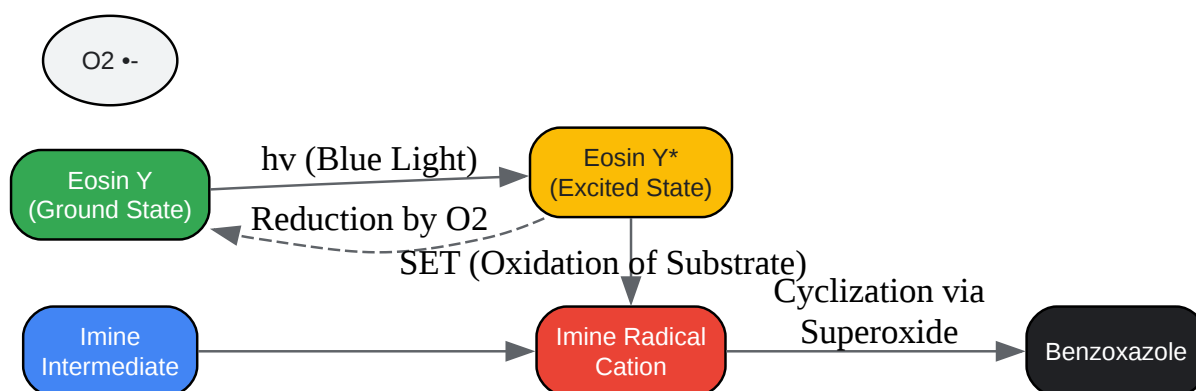 O2 •-
hv (Blue Light)
Eosin Y
(Ground State)
Eosin Y*
(Excited State)
Reduction by O2
SET (Oxidation of Substrate)
Cyclization via
Superoxide
Imine
Intermediate
Imine Radical
Cation
Benzoxazole